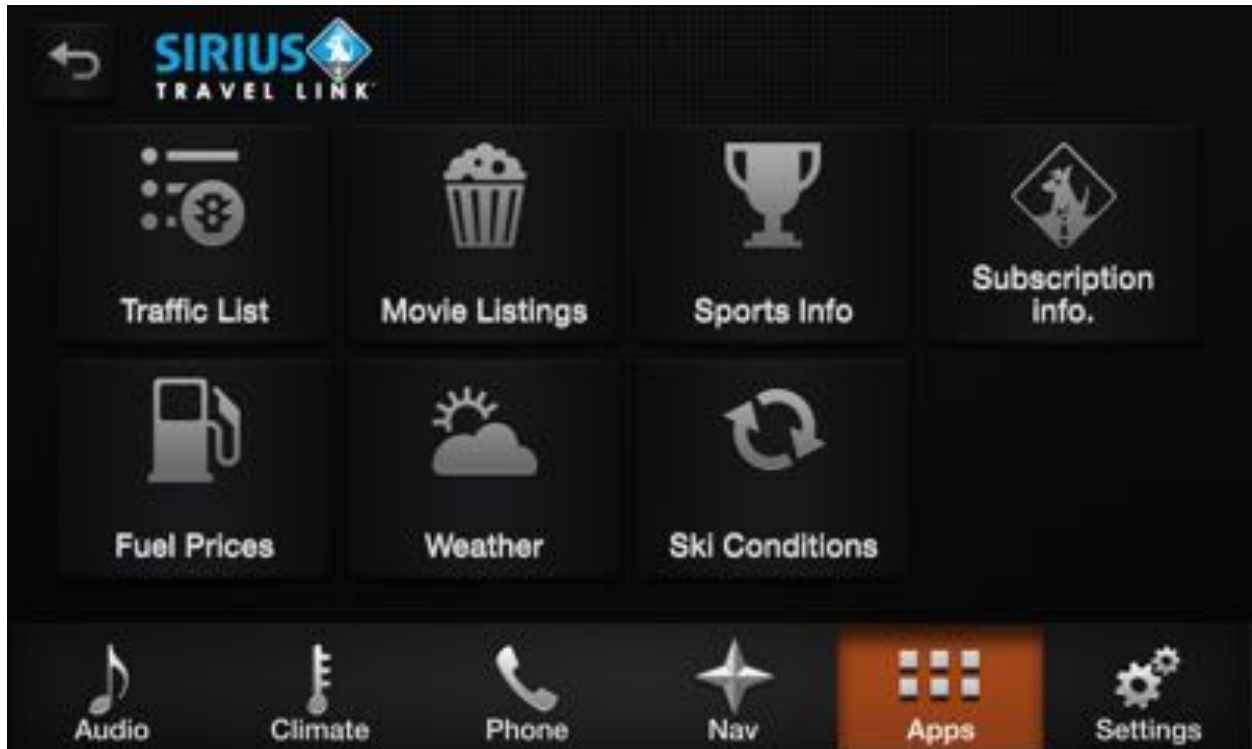 SIRIUS
TRAVEL LINK
Traffic List
Movie Listings
Sports Info
Subscription
info.
Fuel Prices
Weather
Ski Conditions
Audio
Climate
Phone
Nav
Apps
Settings